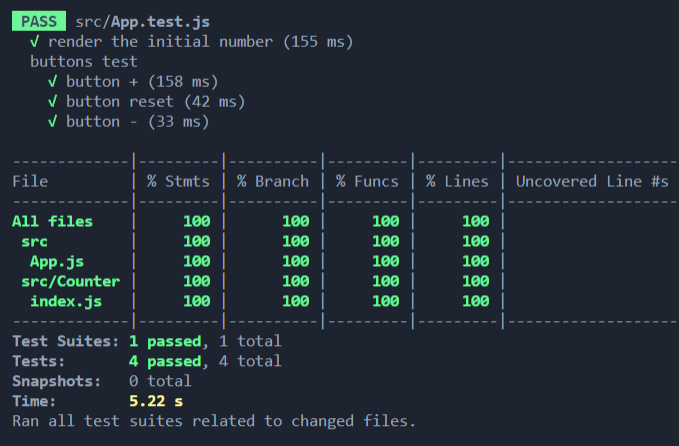 PASS src/App.test.js
√ render the initial number (155 ms)
buttons test
√ button + (158 ms)
√ button reset (42 ms)
√ button - (33 ms)
-------------|---------|----------|---------|---------|-------------------
File | % Stmts | % Branch | % Funcs | % Lines | Uncovered Line #s
-------------|---------|----------|---------|---------|-------------------
All files | 100 | 100 | 100 | 100 |
src | 100 | 100 | 100 | 100 |
App.js | 100 | 100 | 100 | 100 |
src/Counter | 100 | 100 | 100 | 100 |
index.js | 100 | 100 | 100 | 100 |
-------------|---------|----------|---------|---------|-------------------
Test Suites: 1 passed, 1 total
Tests: 4 passed, 4 total
Snapshots: 0 total
Time: 5.22 s
Ran all test suites related to changed files.